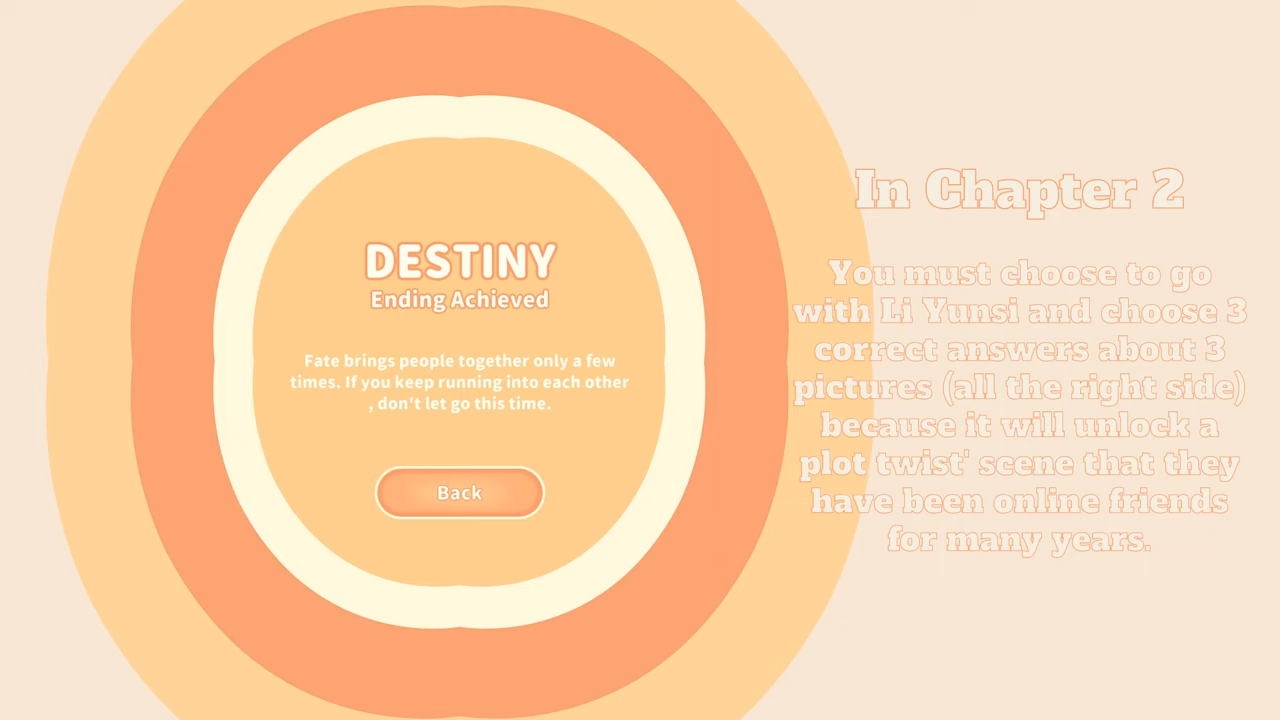 DESTINY
Ending Achieved
Fate brings people together only a few
times. If you keep running into each other
, don't let go this time.
Back
In Chapter 2
You must choose to go
with Li Yunsi and choose 3
correct answers about 3
pictures (all the right side)
because it will unlock a
plot twist' scene that they
have been online friends
for many years.